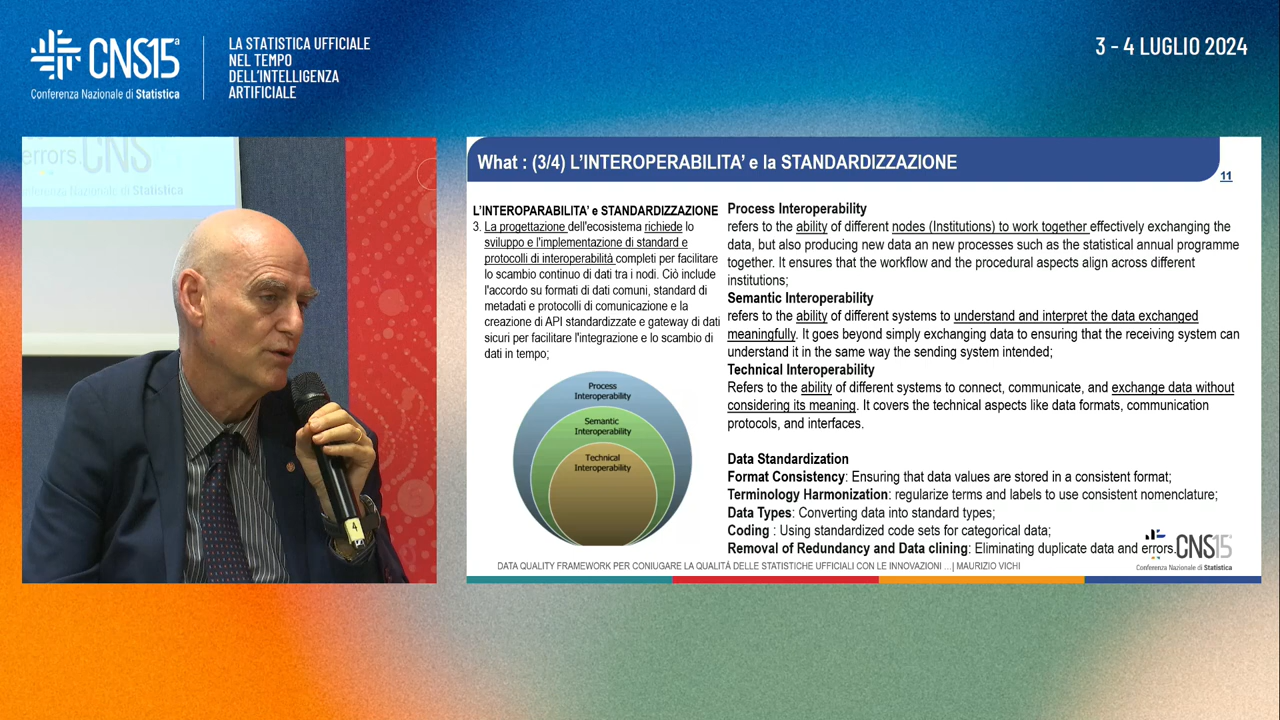 CNS15ª
Conferenza Nazionale di Statistica
LA STATISTICA UFFICIALE
NEL TEMPO
DELL'INTELLIGENZA
ARTIFICIALE
3 - 4 LUGLIO 2024
errors.CNS
Conferenza Nazionale di Statistica
4
What : (3/4) L'INTEROPERABILITA' e la STANDARDIZZAZIONE
11
L'INTEROPARABILITA' e STANDARDIZZAZIONE
3. La progettazione dell'ecosistema richiede lo
sviluppo e l'implementazione di standard e
protocolli di interoperabilità completi per facilitare
lo scambio continuo di dati tra i nodi. Ciò include
l'accordo su formati di dati comuni, standard di
metadati e protocolli di comunicazione e la
creazione di API standardizzate e gateway di dati
sicuri per facilitare l'integrazione e lo scambio di
dati in tempo;
Process
Interoperability
Semantic
Interoperability
Technical
Interoperability
Process Interoperability
refers to the ability of different nodes (Institutions) to work together effectively exchanging the
data, but also producing new data an new processes such as the statistical annual programme
together. It ensures that the workflow and the procedural aspects align across different
institutions;
Semantic Interoperability
refers to the ability of different systems to understand and interpret the data exchanged
meaningfully. It goes beyond simply exchanging data to ensuring that the receiving system can
understand it in the same way the sending system intended;
Technical Interoperability
Refers to the ability of different systems to connect, communicate, and exchange data without
considering its meaning. It covers the technical aspects like data formats, communication
protocols, and interfaces.
Data Standardization
Format Consistency: Ensuring that data values are stored in a consistent format;
Terminology Harmonization: regularize terms and labels to use consistent nomenclature;
Data Types: Converting data into standard types;
Coding : Using standardized code sets for categorical data;
Removal of Redundancy and Data clining: Eliminating duplicate data and errors.
CNS15
Conferenza Nazionale di Statistica
DATA QUALITY FRAMEWORK PER CONIUGARE LA QUALITÁ DELLE STATISTICHE UFFICIALI CON LE INNOVAZIONI ...| MAURIZIO VICHI